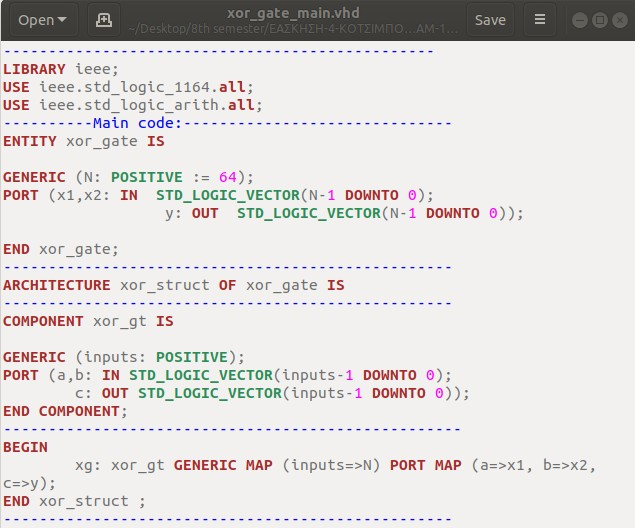 Open
xor_gate_main.vhd
~/Desktop/8th semester/ΕΑΣΚΗΣΗ-4-ΚΟΤΣΙΜΠΟ...ΑΜ-1...
Save
------------------------------------------------
LIBRARY ieee;
USE ieee.std_logic_1164.all;
USE ieee.std_logic_arith.all;
----------Main code:------------------------------
ENTITY xor_gate IS
GENERIC (N: POSITIVE := 64);
PORT (x1,x2: IN  STD_LOGIC_VECTOR(N-1 DOWNTO 0);
                  y: OUT  STD_LOGIC_VECTOR(N-1 DOWNTO 0));
END xor_gate;
--------------------------------------------------
ARCHITECTURE xor_struct OF xor_gate IS
--------------------------------------------------
COMPONENT xor_gt IS
GENERIC (inputs: POSITIVE);
PORT (a,b: IN STD_LOGIC_VECTOR(inputs-1 DOWNTO 0);
        c: OUT STD_LOGIC_VECTOR(inputs-1 DOWNTO 0));
END COMPONENT;
---------------------------------------------------
BEGIN
        xg: xor_gt GENERIC MAP (inputs=>N) PORT MAP (a=>x1, b=>x2,
c=>y);
END xor_struct ;
--------------------------------------------------